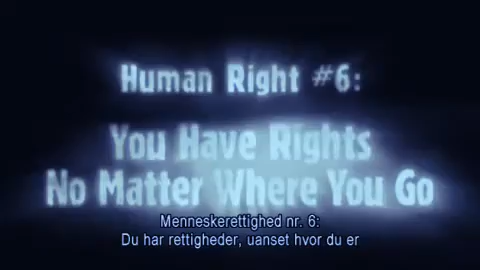 Human Right #6:
You Have Rights
No Matter Where You Go
Menneskerettighed nr. 6:
Du har rettigheder, uanset hvor du er